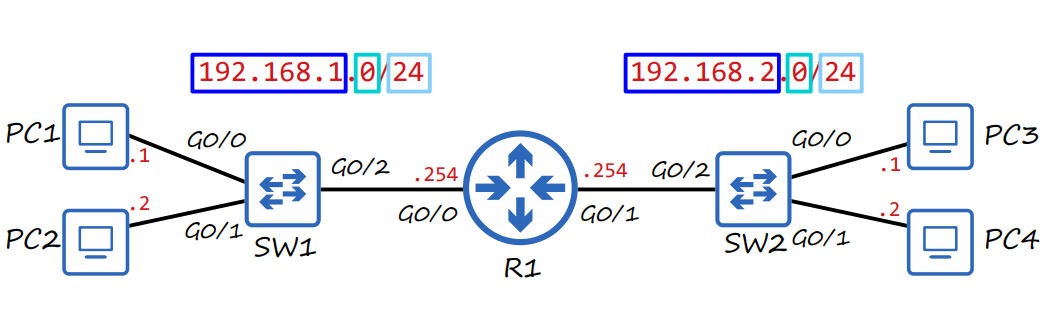 192.168.1.0/24
192.168.2.0/24
PC1
G0/0
.1
G0/2
.254
.254
G0/2
G0/0
.1
PC3
.2
PC2
G0/1
SW1
G0/0
R1
G0/1
SW2
G0/1
.2
PC4